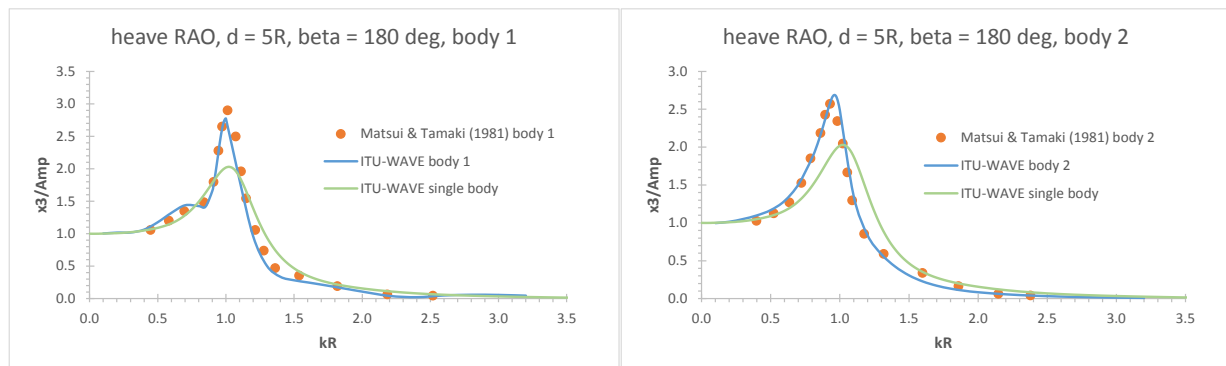 heave RAO, d = 5R, beta = 180 deg, body 1
3.5
3.0
2.5
2.0
1.5
1.0
0.5
0.0
x3/Amp
Matsui & Tamaki (1981) body 1
ITU-WAVE body 1
ITU-WAVE single body
0.0 0.5 1.0 1.5 2.0 2.5 3.0 3.5
kR
heave RAO, d = 5R, beta = 180 deg, body 2
3.0
2.5
2.0
1.5
1.0
0.5
0.0
x3/Amp
Matsui & Tamaki (1981) body 2
ITU-WAVE body 2
ITU-WAVE single body
0.0 0.5 1.0 1.5 2.0 2.5 3.0 3.5
kR